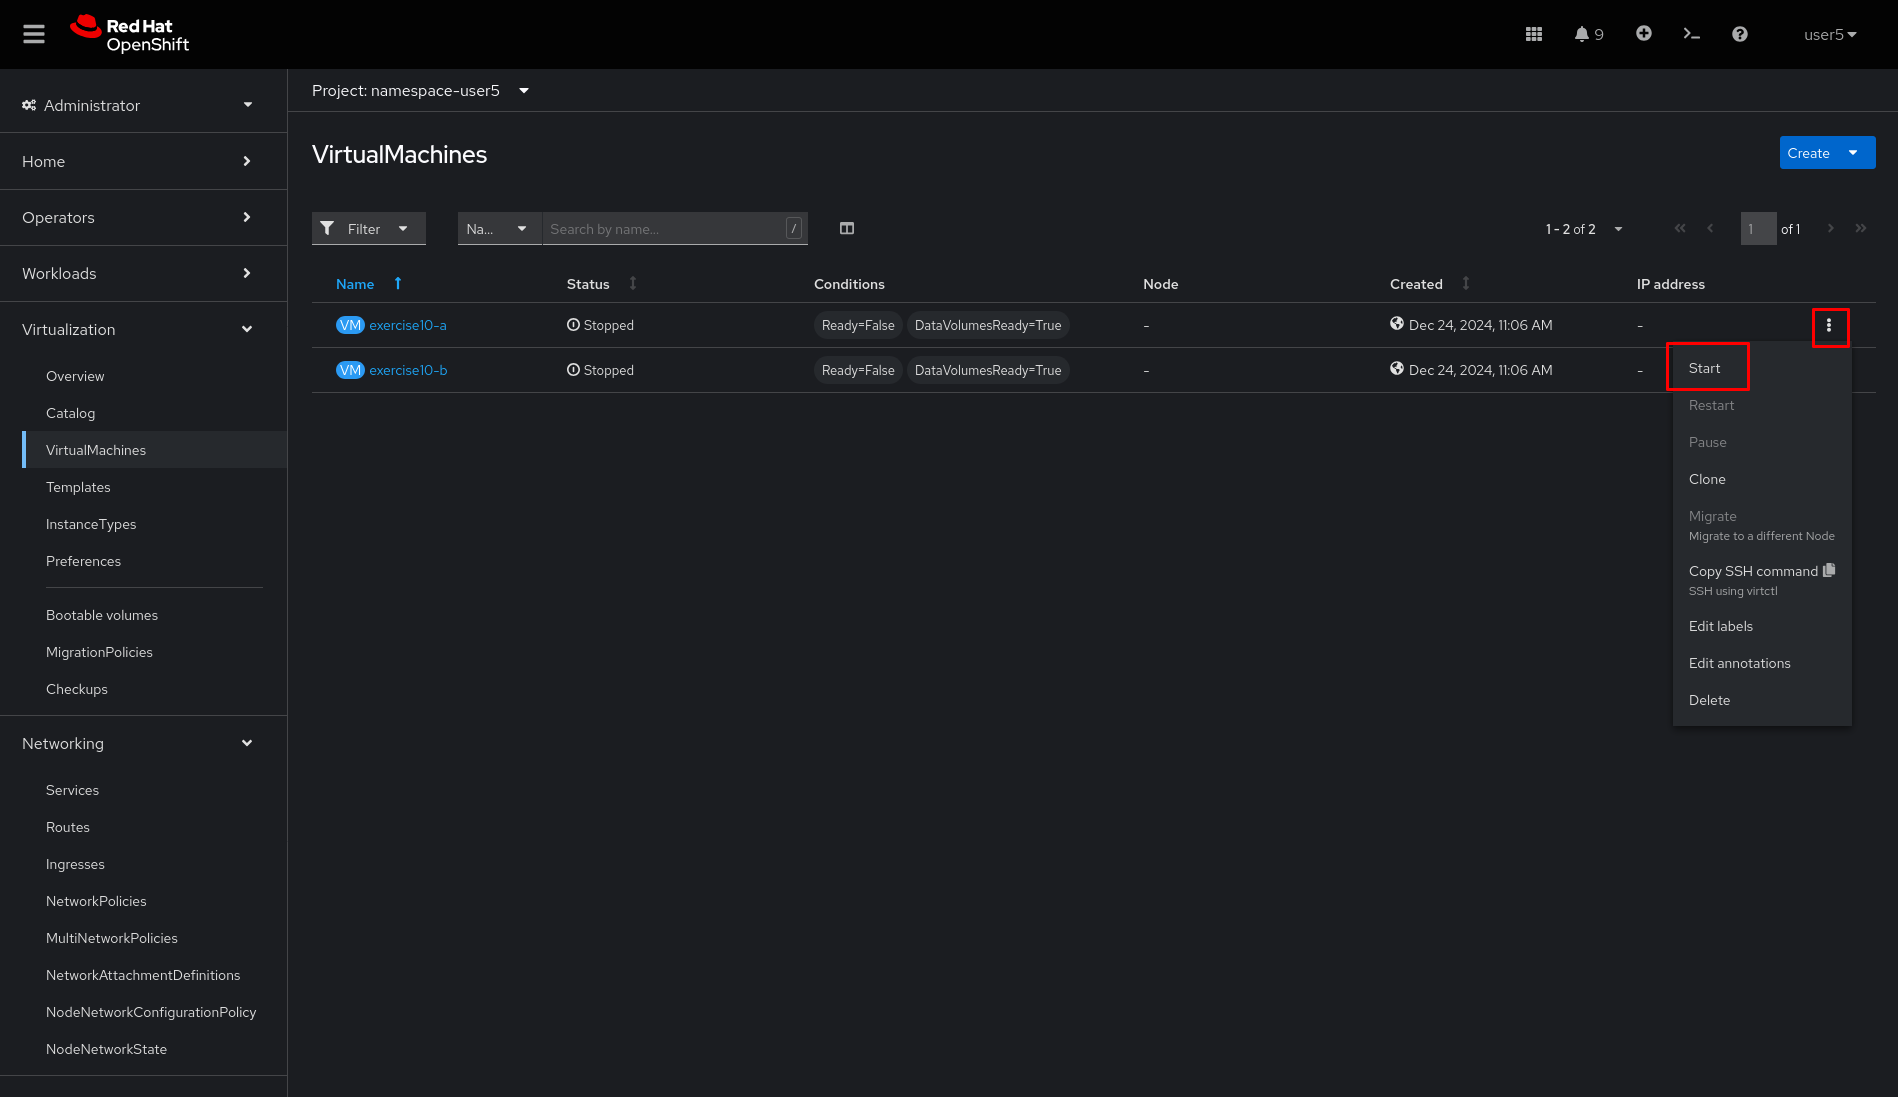 Red Hat
OpenShift
9
user5
Administrator
Home
Operators
Workloads
Virtualization
Overview
Catalog
VirtualMachines
Templates
InstanceTypes
Preferences
Bootable volumes
MigrationPolicies
Checkups
Networking
Services
Routes
Ingresses
NetworkPolicies
MultiNetworkPolicies
NetworkAttachmentDefinitions
NodeNetworkConfigurationPolicy
NodeNetworkState
Project: namespace-user5
VirtualMachines
Create
Filter Na... Search by name... / 1 - 2 of 2 1 of 1
Name Status Conditions Node Created IP address
VM exercise10-a Stopped Ready=False DataVolumesReady=True - Dec 24, 2024, 11:06 AM -
VM exercise10-b Stopped Ready=False DataVolumesReady=True - Dec 24, 2024, 11:06 AM -
Start
Restart
Pause
Clone
Migrate
Migrate to a different Node
Copy SSH command
SSH using virtctl
Edit labels
Edit annotations
Delete